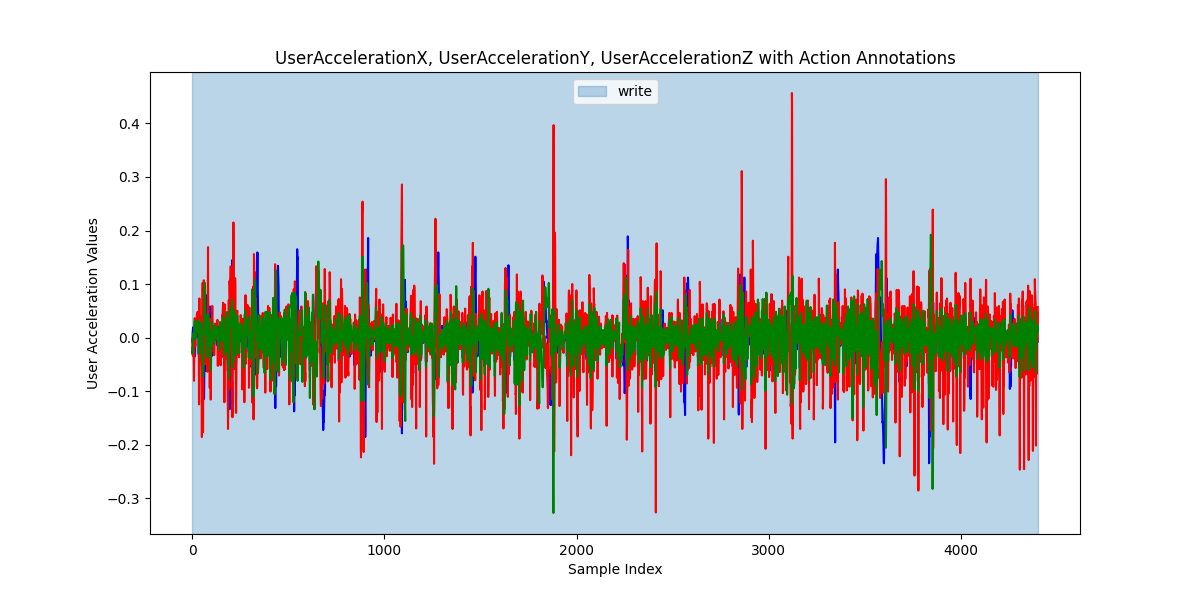 UserAccelerationX, UserAccelerationY, UserAccelerationZ with Action Annotations
write
User Acceleration Values
0.4
0.3
0.2
0.1
0.0
−0.1
−0.2
−0.3
0 1000 2000 3000 4000
Sample Index